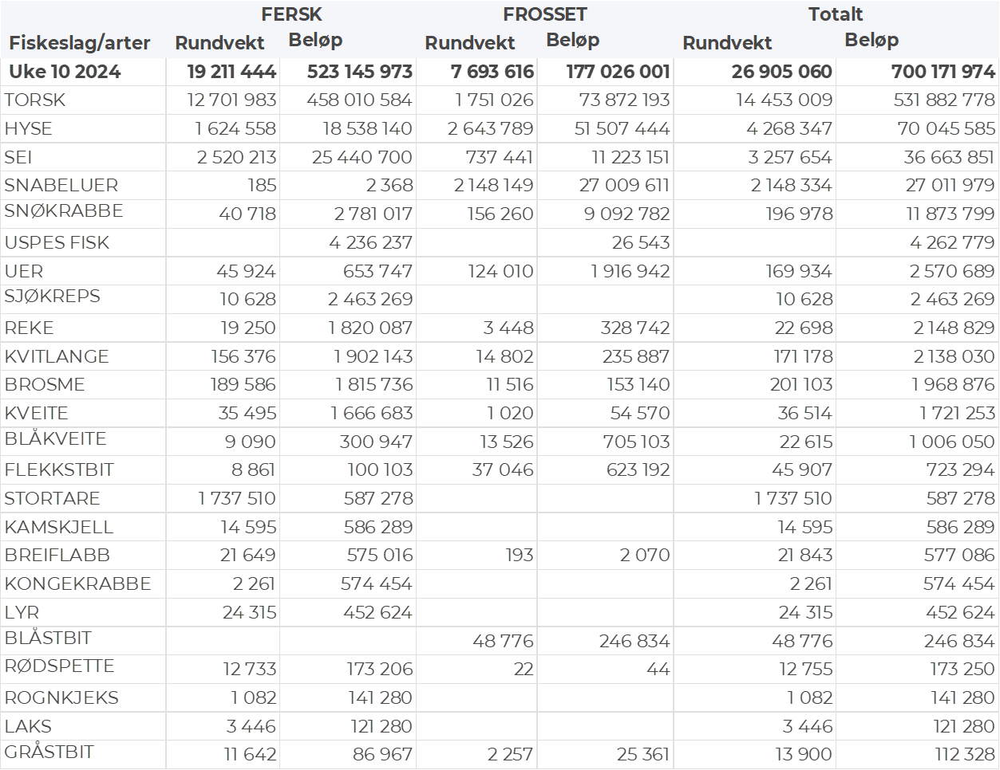 FERSK FROSSET Totalt
Fiskeslag/arter Rundvekt Beløp Rundvekt Beløp Rundvekt Beløp
Uke 10 2024 19 211 444 523 145 973 7 693 616 177 026 001 26 905 060 700 171 974
TORSK 12 701 983 458 010 584 1 751 026 73 872 193 14 453 009 531 882 778
HYSE 1 624 558 18 538 140 2 643 789 51 507 444 4 268 347 70 045 585
SEI 2 520 213 25 440 700 737 441 11 223 151 3 257 654 36 663 851
SNABELUER 185 2 368 2 148 149 27 009 611 2 148 334 27 011 979
SNØKRABBE 40 718 2 781 017 156 260 9 092 782 196 978 11 873 799
USPES FISK 4 236 237 26 543 4 262 779
UER 45 924 653 747 124 010 1 916 942 169 934 2 570 689
SJØKREPS 10 628 2 463 269 10 628 2 463 269
REKE 19 250 1 820 087 3 448 328 742 22 698 2 148 829
KVITLANGE 156 376 1 902 143 14 802 235 887 171 178 2 138 030
BROSME 189 586 1 815 736 11 516 153 140 201 103 1 968 876
KVEITE 35 495 1 666 683 1 020 54 570 36 514 1 721 253
BLÅKVEITE 9 090 300 947 13 526 705 103 22 615 1 006 050
FLEKKSTBIT 8 861 100 103 37 046 623 192 45 907 723 294
STORTARE 1 737 510 587 278 1 737 510 587 278
KAMSKJELL 14 595 586 289 14 595 586 289
BREIFLABB 21 649 575 016 193 2 070 21 843 577 086
KONGEKRABBE 2 261 574 454 2 261 574 454
LYR 24 315 452 624 24 315 452 624
BLÅSTBIT 48 776 246 834 48 776 246 834
RØDSPETTE 12 733 173 206 22 44 12 755 173 250
ROGNKJEKS 1 082 141 280 1 082 141 280
LAKS 3 446 121 280 3 446 121 280
GRÅSTBIT 11 642 86 967 2 257 25 361 13 900 112 328